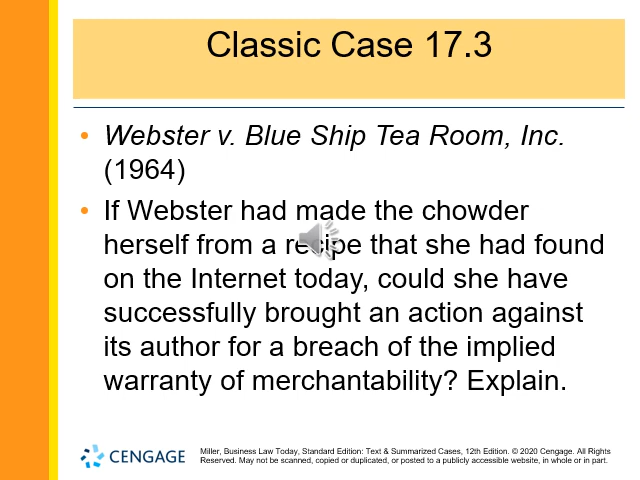 Classic Case 17.3
• Webster v. Blue Ship Tea Room, Inc.
(1964)
• If Webster had made the chowder
herself from a recipe that she had found
on the Internet today, could she have
successfully brought an action against
its author for a breach of the implied
warranty of merchantability? Explain.
CENGAGE
Miller, Business Law Today, Standard Edition: Text & Summarized Cases, 12th Edition. © 2020 Cengage. All Rights
Reserved. May not be scanned, copied or duplicated, or posted to a publicly accessible website, in whole or in part.